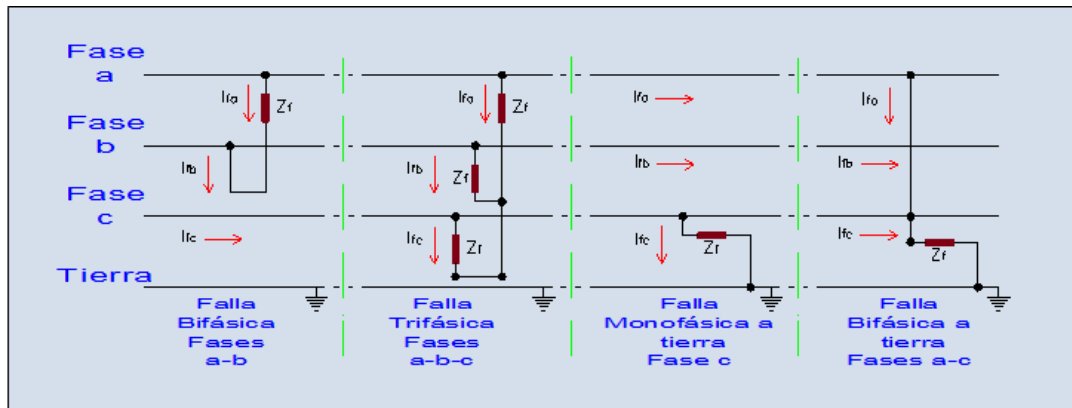 Fase
a
Fase
b
Fase
c
Tierra
Ifa
Zf
Ifb
Ifc
Falla
Bifásica
Fases
a-b
Ifa
Zf
Ifb
Zf
Ifc
Zf
Falla
Trifásica
Fases
a-b-c
Ifa
Ifb
Ifc
Zf
Falla
Monofásica a
tierra
Fase c
Ifa
Ifb
Ifc
Zf
Falla
Bifásica a
tierra
Fases a-c